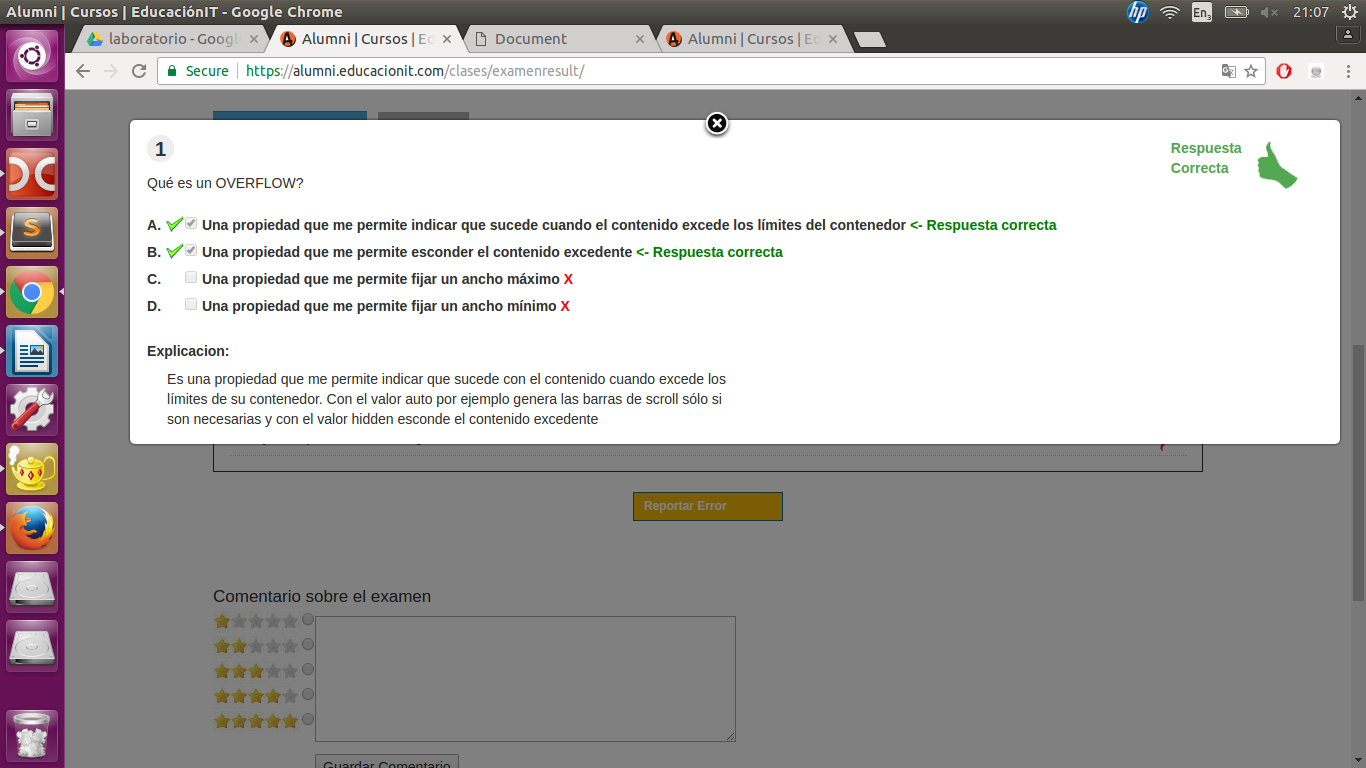 Alumni | Cursos | EducaciónIT - Google Chrome
En3
21:07
laboratorio - Google
Alumni | Cursos | Ed
Document
Alumni | Cursos | Ed
Secure
https://alumni.educacionit.com/clases/examenresult/
1
Respuesta
Correcta
Qué es un OVERFLOW?
A. Una propiedad que me permite indicar que sucede cuando el contenido excede los límites del contenedor <- Respuesta correcta
B. Una propiedad que me permite esconder el contenido excedente <- Respuesta correcta
C. Una propiedad que me permite fijar un ancho máximo X
D. Una propiedad que me permite fijar un ancho mínimo X
Explicacion:
Es una propiedad que me permite indicar que sucede con el contenido cuando excede los
límites de su contenedor. Con el valor auto por ejemplo genera las barras de scroll sólo si
son necesarias y con el valor hidden esconde el contenido excedente
Reportar Error
Comentario sobre el examen
Guardar Comentario